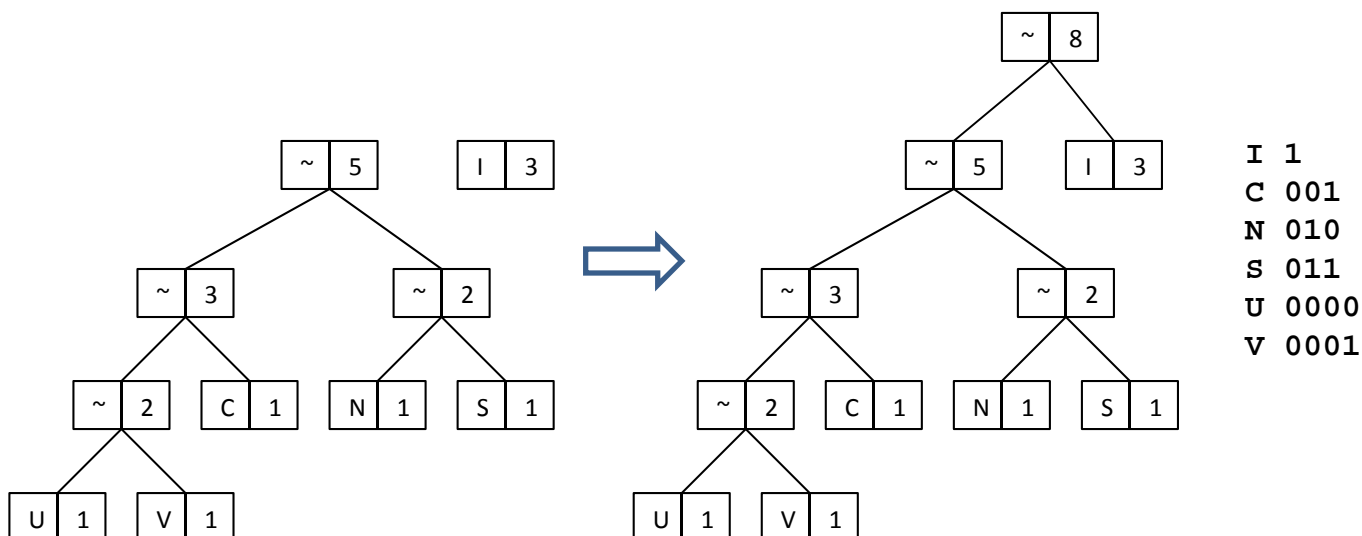 ~ 8
~ 5 I 3 ~ 5 I 3
I 1
C 001
N 010
S 011
U 0000
V 0001
~ 3 ~ 2 ~ 3 ~ 2
~ 2 C 1 N 1 S 1 ~ 2 C 1 N 1 S 1
U 1 V 1 U 1 V 1